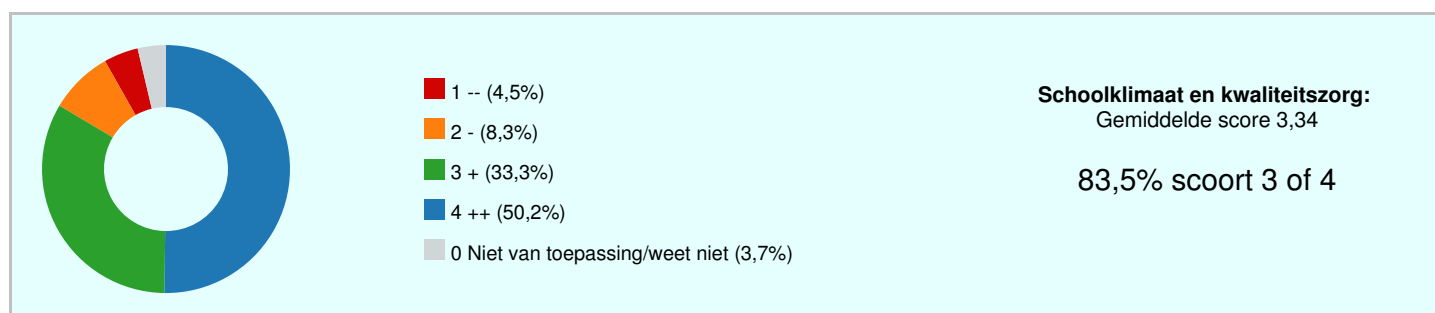 1 -- (4,5%)
2 - (8,3%)
3 + (33,3%)
4 ++ (50,2%)
0 Niet van toepassing/weet niet (3,7%)
Schoolklimaat en kwaliteitszorg:
Gemiddelde score 3,34
83,5% scoort 3 of 4